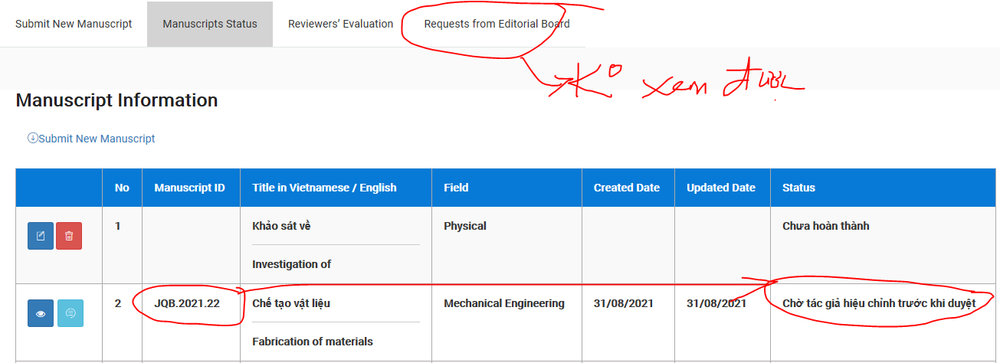 Submit New Manuscript Manuscripts Status Reviewers' Evaluation Requests from Editorial Board
K° xem được
Manuscript Information
Submit New Manuscript
No Manuscript ID Title in Vietnamese / English Field Created Date Updated Date Status
1 Khảo sát về Physical Chưa hoàn thành
Investigation of
2 JQB.2021.22 Chế tạo vật liệu Mechanical Engineering 31/08/2021 31/08/2021 Chờ tác giả hiệu chỉnh trước khi duyệt
Fabrication of materials